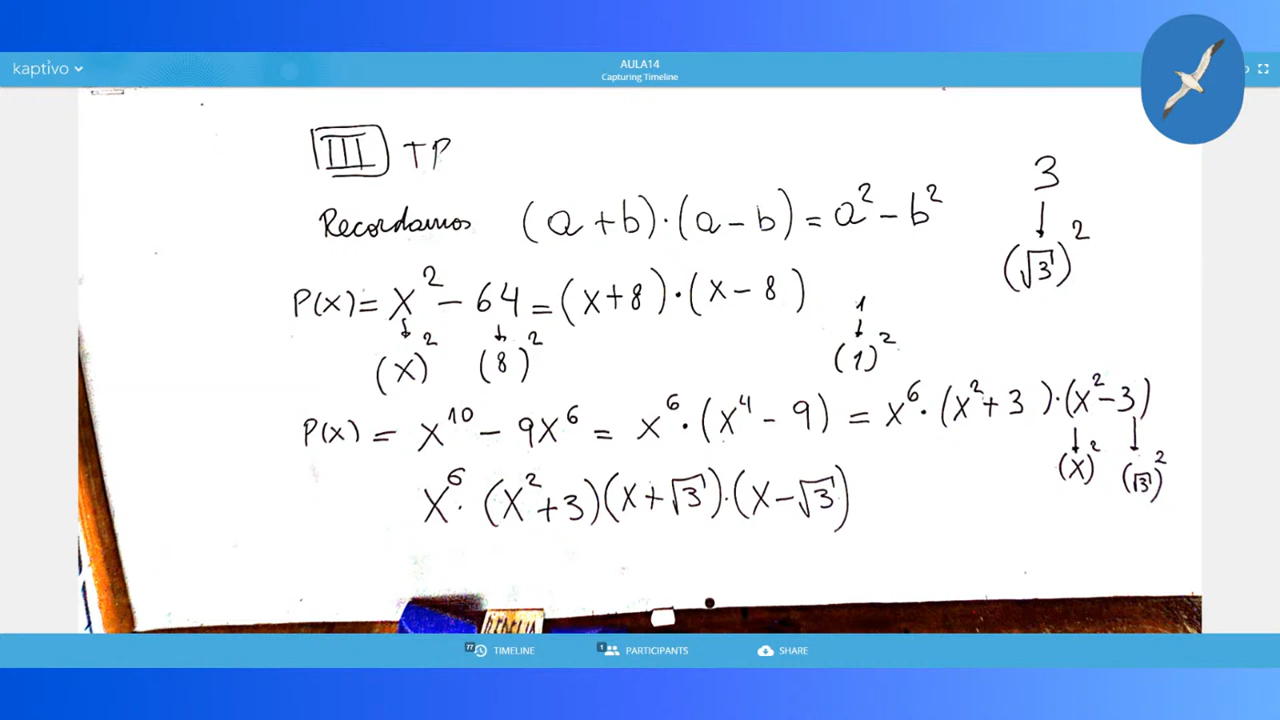 kaptivo
AULA14
Capturing Timeline
III TP
Recordamos (a+b)·(a-b) = a² - b²
3
(√3)²
P(x) = x² - 64 = (x+8)·(x-8)
(x)² (8)²
1
(1)²
P(x) = x¹⁰ - 9x⁶ = x⁶·(x⁴ - 9) = x⁶·(x²+3)·(x²-3)
(x)² (√3)²
x⁶·(x²+3)(x+√3)·(x-√3)
77 TIMELINE
1 PARTICIPANTS
SHARE